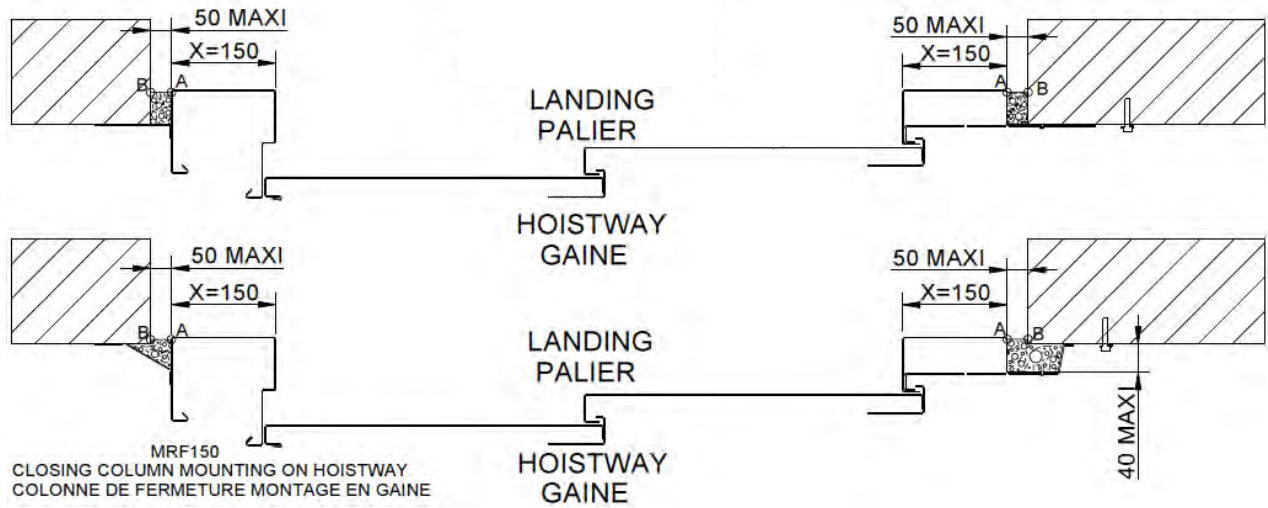 50 MAXI
X=150
B A
50 MAXI
X=150
A B
LANDING
PALIER
HOISTWAY
GAINE
50 MAXI
X=150
B A
50 MAXI
X=150
A B
40 MAXI
LANDING
PALIER
HOISTWAY
GAINE
MRF150
CLOSING COLUMN MOUNTING ON HOISTWAY
COLONNE DE FERMETURE MONTAGE EN GAINE